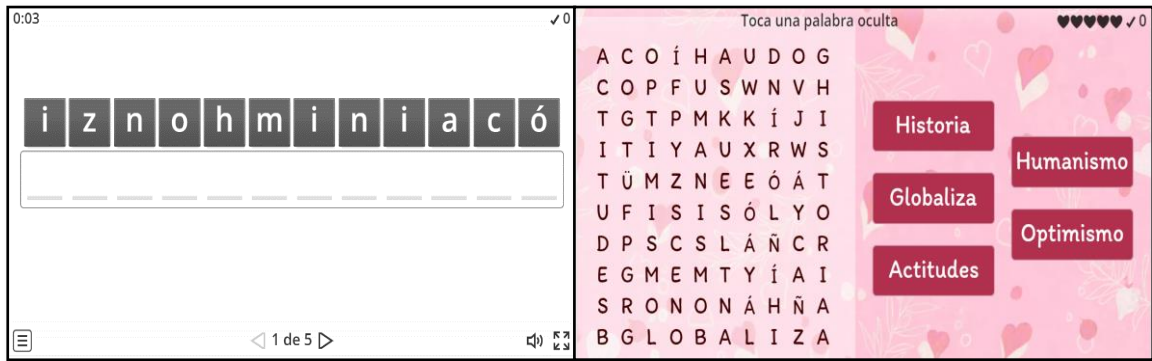 0:03 ✓ 0
i z n o h m i n i a c ó
1 de 5
Toca una palabra oculta
✓ 0
A C O Í H A U D O G
C O P F U S W N V H
T G T P M K K Í J I
I T I Y A U X R W S
T Ü M Z N E E Ó Á T
U F I S I S Ó L Y O
D P S C S L Á Ñ C R
E G M E M T Y Í A I
S R O N O N Á H Ñ A
B G L O B A L I Z A
Historia
Humanismo
Globaliza
Optimismo
Actitudes